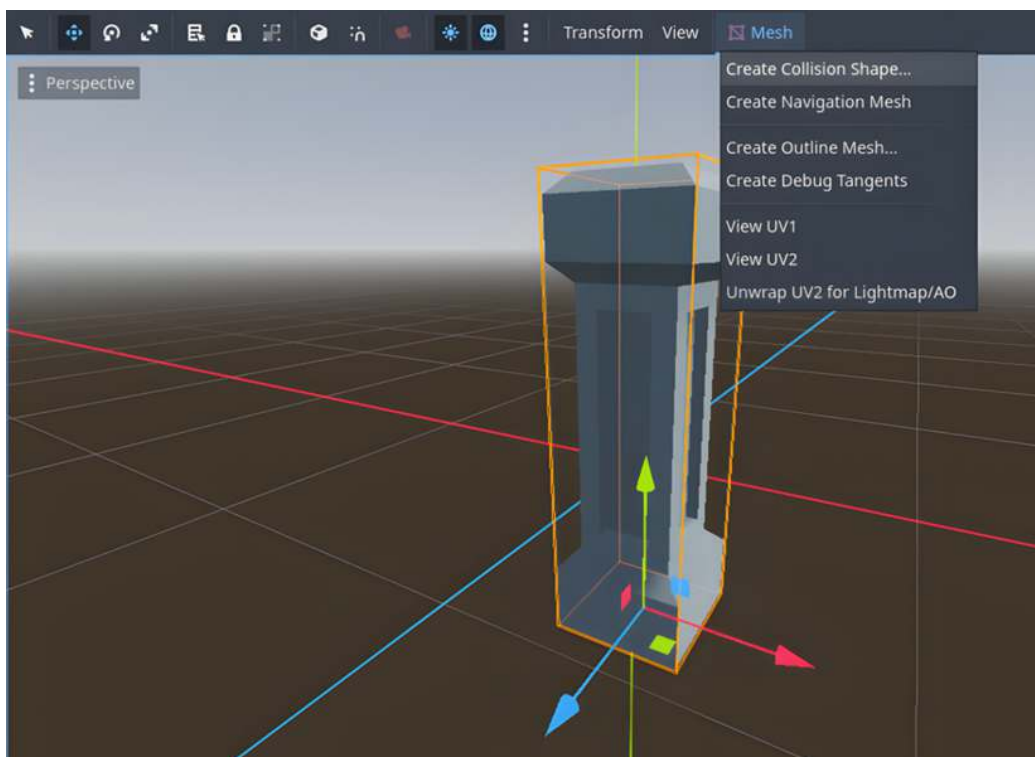 Transform View Mesh
Perspective
Create Collision Shape...
Create Navigation Mesh
Create Outline Mesh...
Create Debug Tangents
View UV1
View UV2
Unwrap UV2 for Lightmap/AO